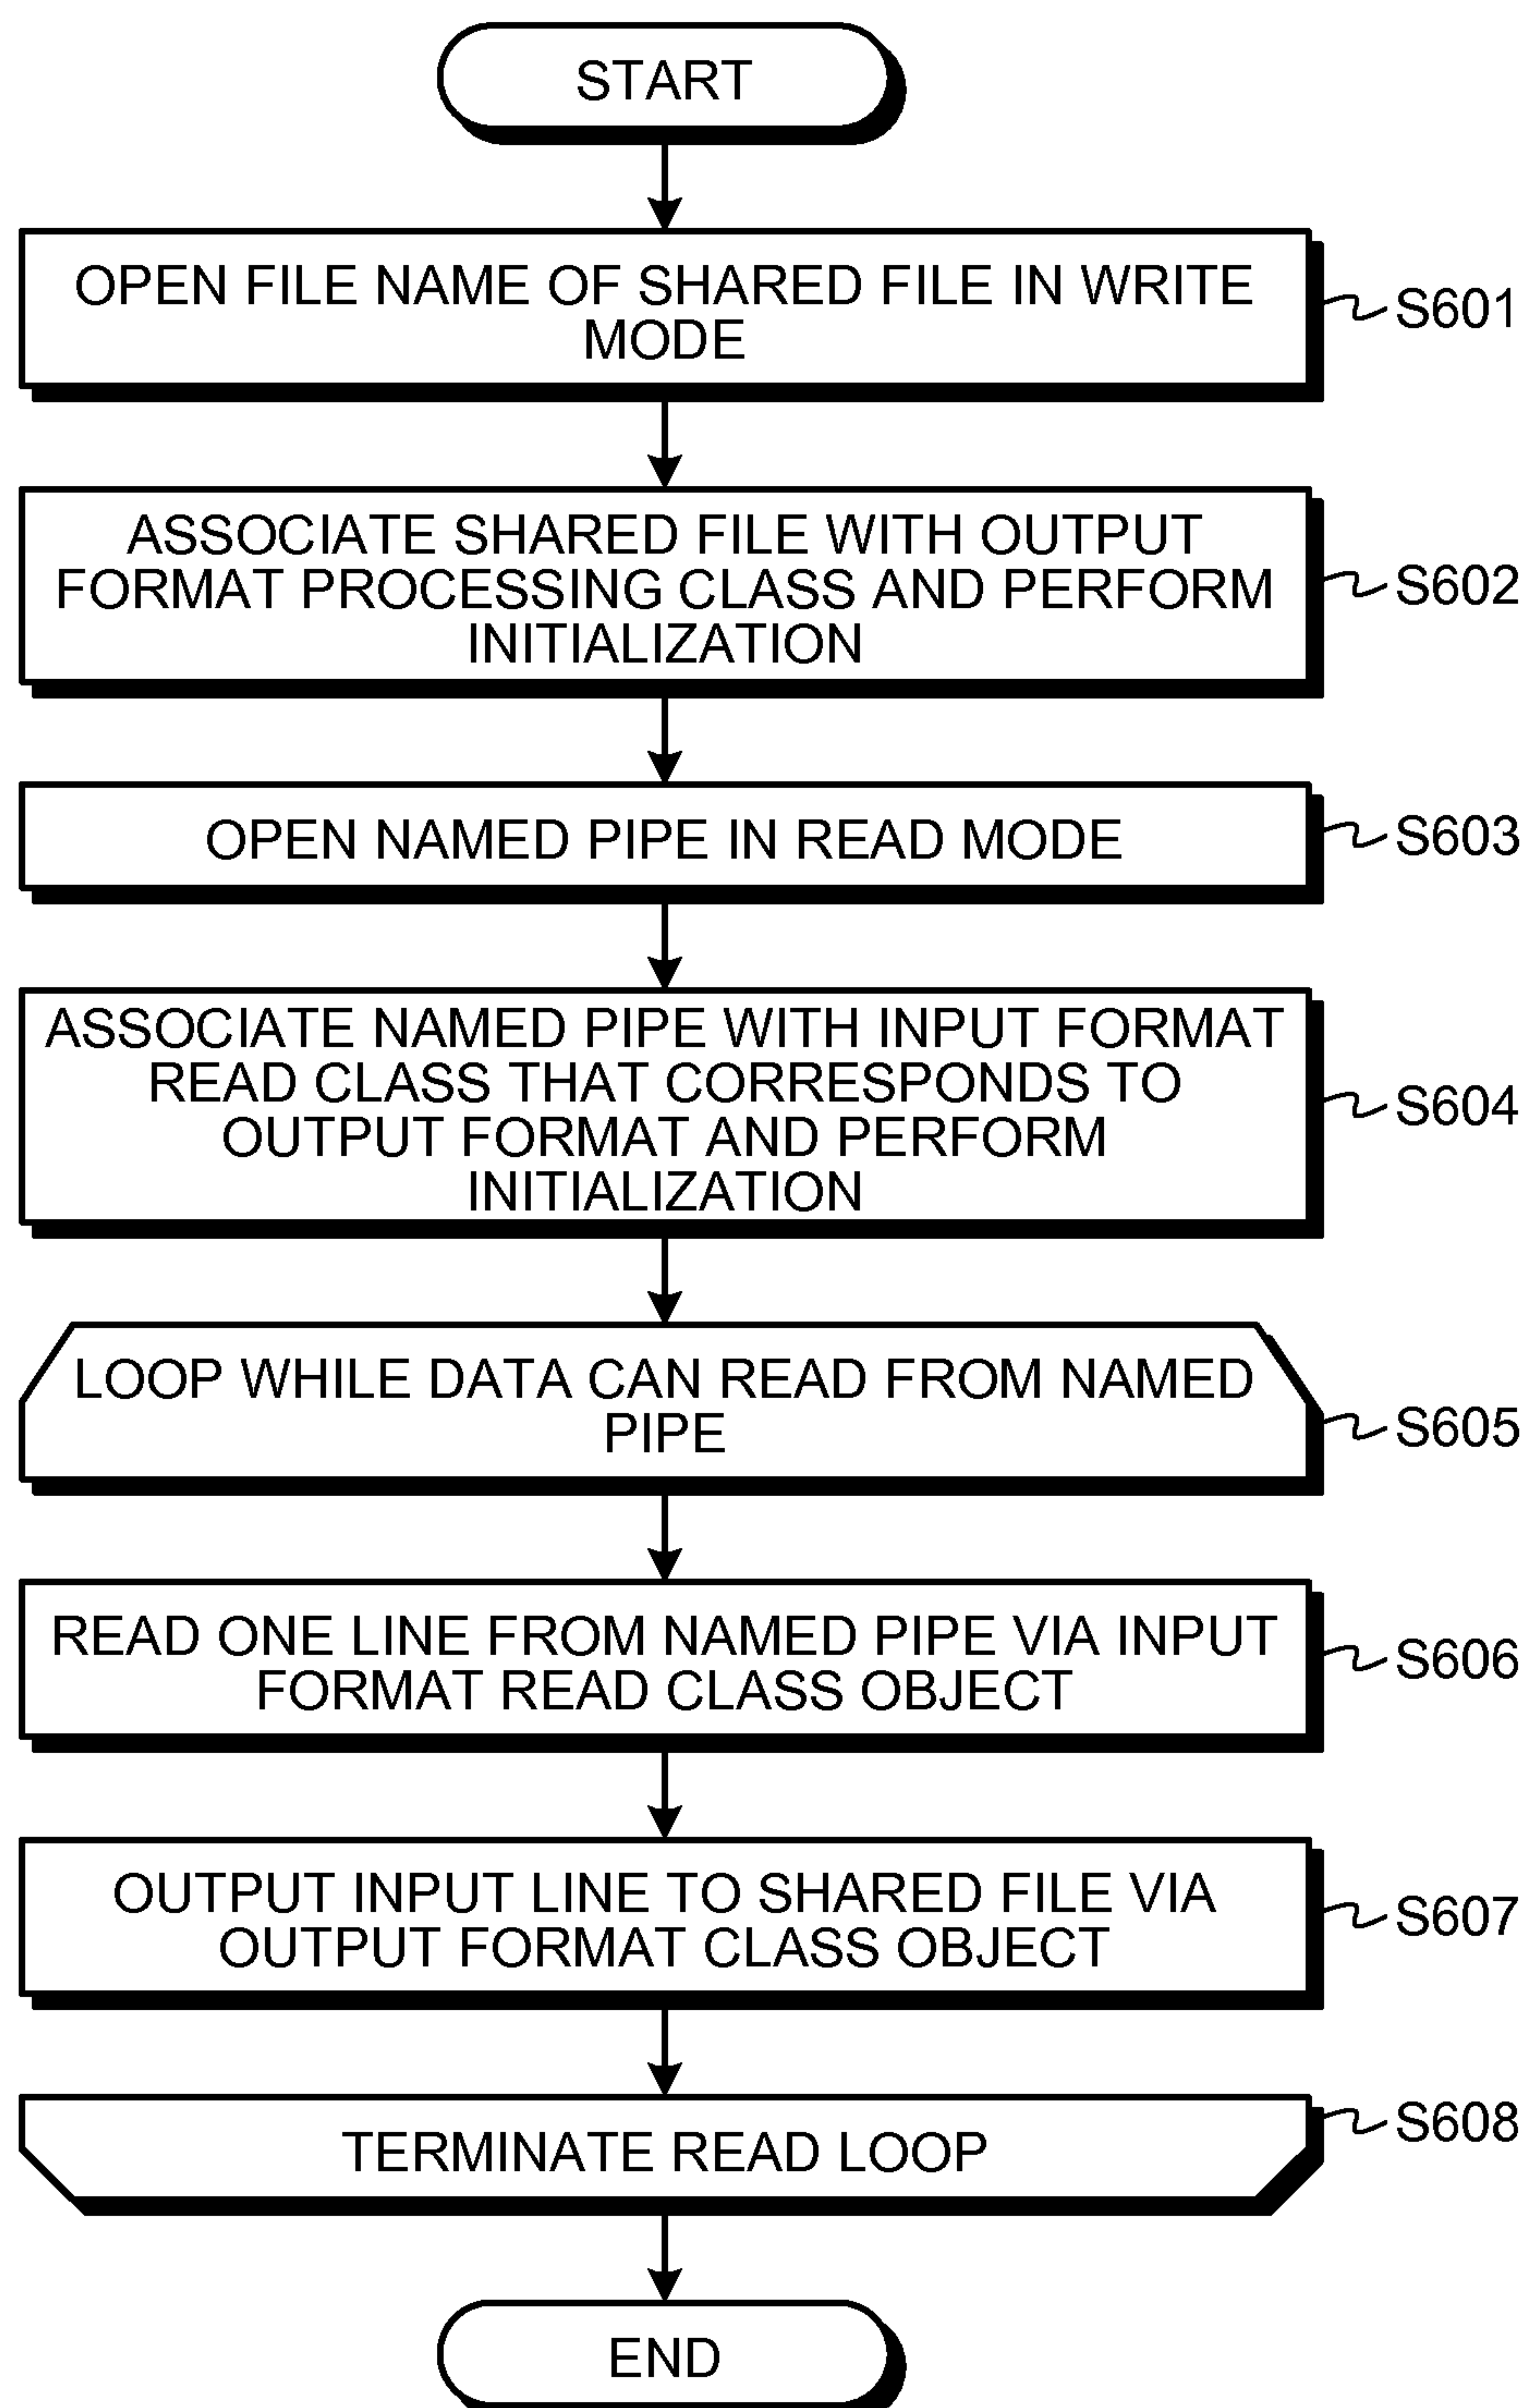 START
OPEN FILE NAME OF SHARED FILE IN WRITE
MODE
S601
ASSOCIATE SHARED FILE WITH OUTPUT
FORMAT PROCESSING CLASS AND PERFORM
INITIALIZATION
S602
OPEN NAMED PIPE IN READ MODE
S603
ASSOCIATE NAMED PIPE WITH INPUT FORMAT
READ CLASS THAT CORRESPONDS TO
OUTPUT FORMAT AND PERFORM
INITIALIZATION
S604
LOOP WHILE DATA CAN READ FROM NAMED
PIPE
S605
READ ONE LINE FROM NAMED PIPE VIA INPUT
FORMAT READ CLASS OBJECT
S606
OUTPUT INPUT LINE TO SHARED FILE VIA
OUTPUT FORMAT CLASS OBJECT
S607
TERMINATE READ LOOP
S608
END